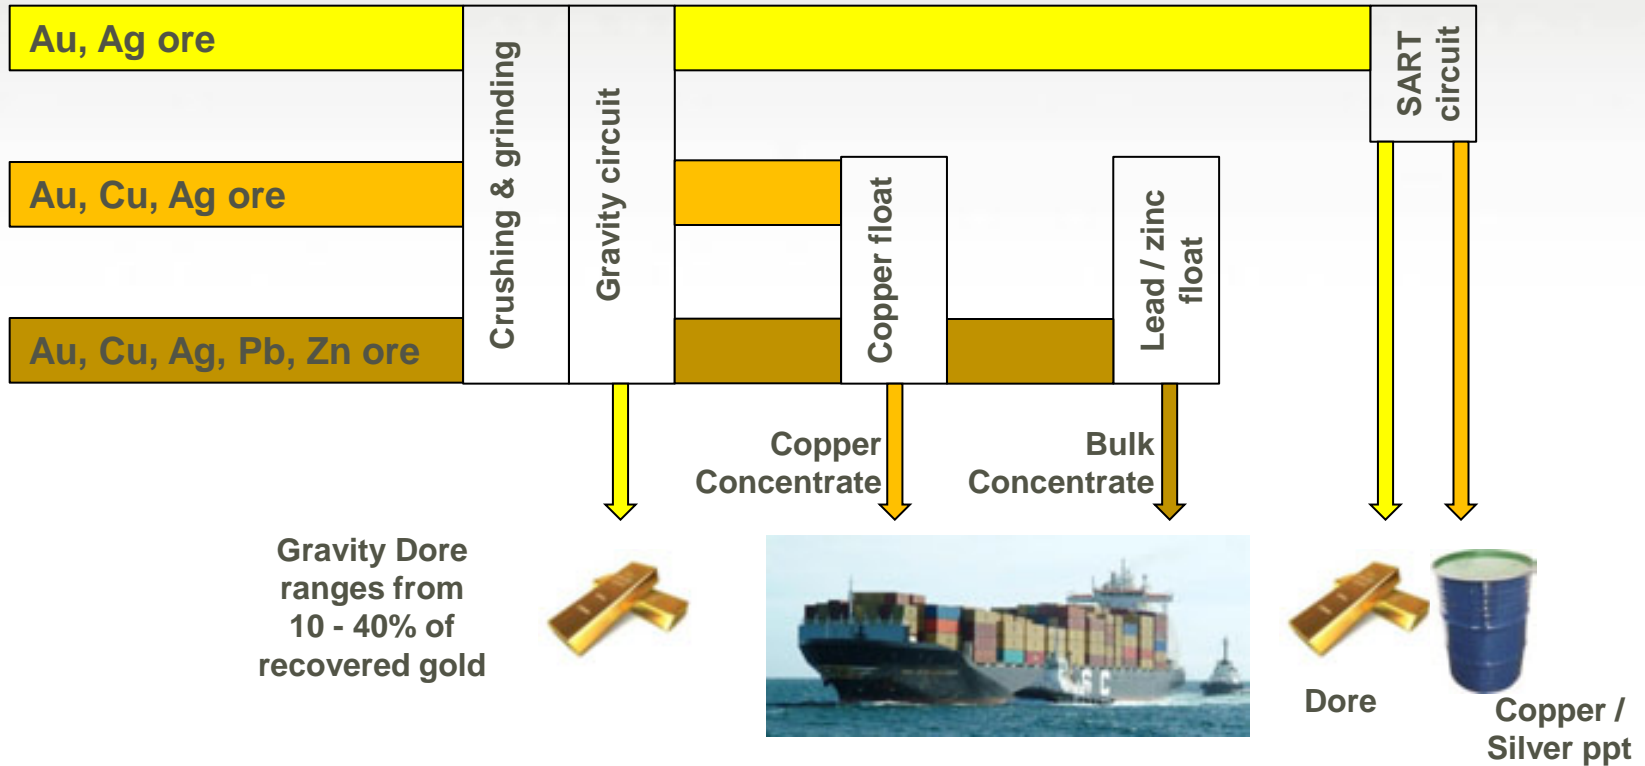 Au, Ag ore
Au, Cu, Ag ore
Au, Cu, Ag, Pb, Zn ore
Crushing & grinding
Gravity circuit
Copper float
Lead / zinc
float
SART
circuit
Copper
Concentrate
Bulk
Concentrate
Gravity Dore
ranges from
10 - 40% of
recovered gold
Dore
Copper /
Silver ppt